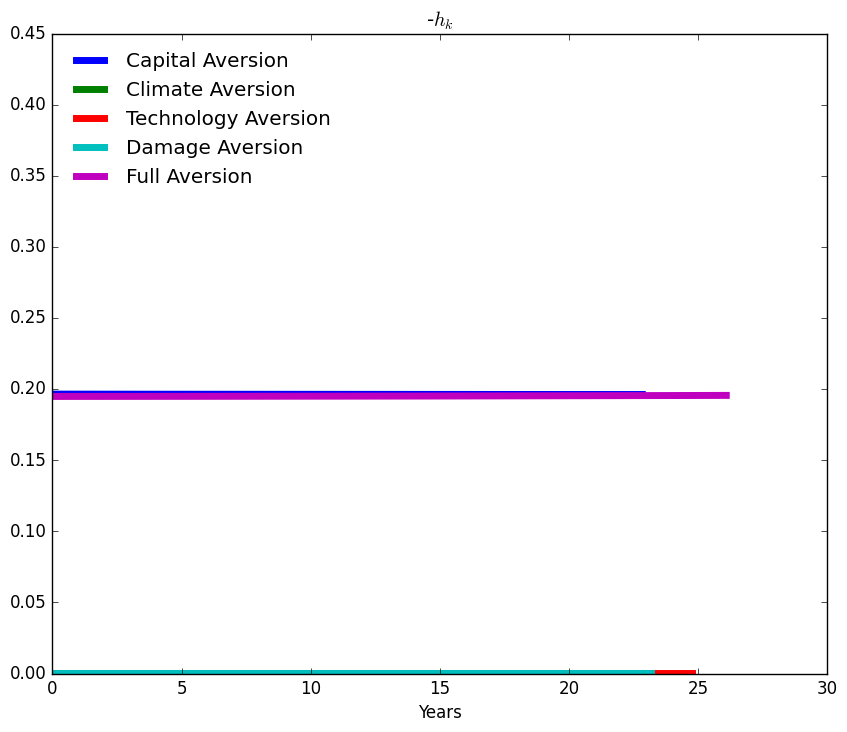 -h_k
0.45
0.40
0.35
0.30
0.25
0.20
0.15
0.10
0.05
0.00
Capital Aversion
Climate Aversion
Technology Aversion
Damage Aversion
Full Aversion
0 5 10 15 20 25 30
Years